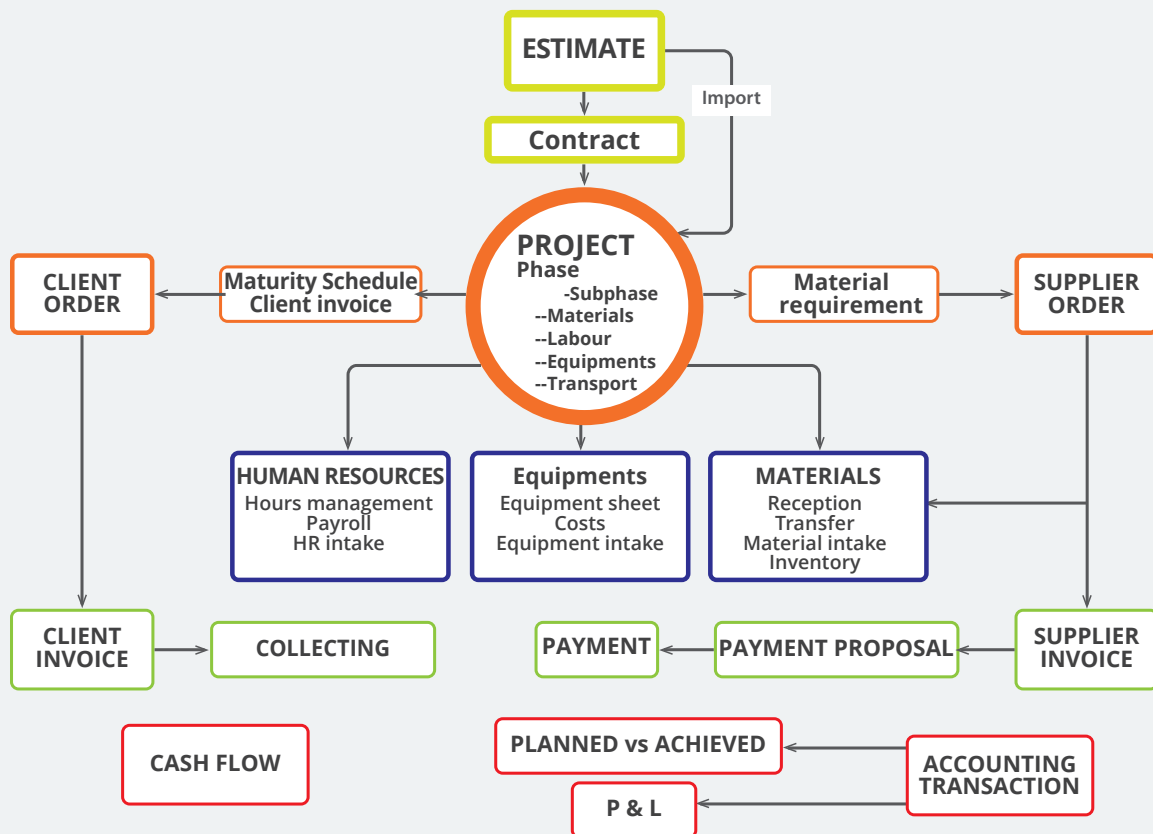 ESTIMATE
Import
Contract
PROJECT
Phase
-Subphase
--Materials
--Labour
--Equipments
--Transport
CLIENT
ORDER
Maturity Schedule
Client invoice
Material
requirement
SUPPLIER
ORDER
HUMAN RESOURCES
Hours management
Payroll
HR intake
Equipments
Equipment sheet
Costs
Equipment intake
MATERIALS
Reception
Transfer
Material intake
Inventory
CLIENT
INVOICE
COLLECTING
PAYMENT
PAYMENT PROPOSAL
SUPPLIER
INVOICE
CASH FLOW
PLANNED vs ACHIEVED
P & L
ACCOUNTING
TRANSACTION